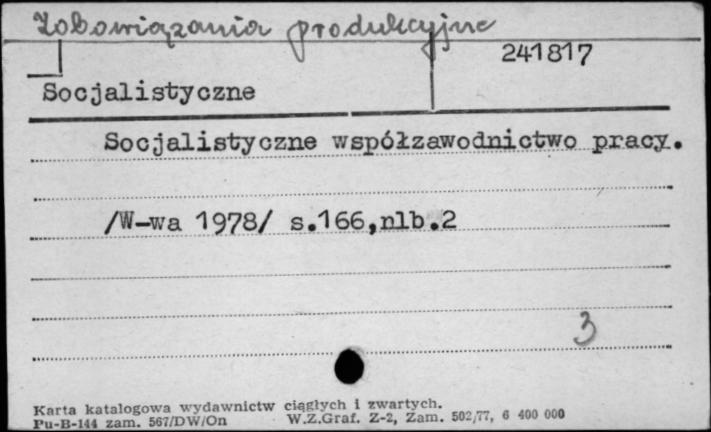 Zobowiązania produkcyjne
241817
Socjalistyczne
Socjalistyczne współzawodnictwo pracy.
/W-wa 1978/ s.166,nlb.2
3
Karta katalogowa wydawnictw ciągłych i zwartych.
Pu-B-144 zam. 567/DW/On W.Z.Graf. Z-2, Zam. 502/77, 6 400 000